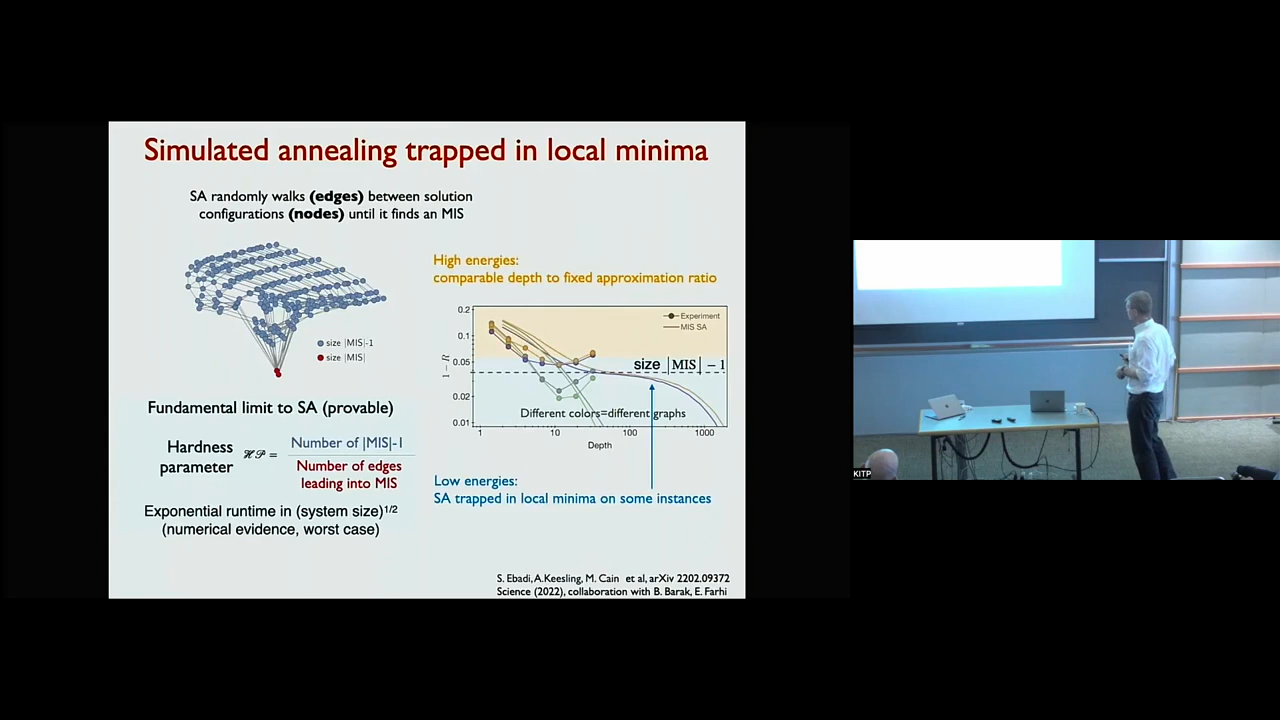 Simulated annealing trapped in local minima
SA randomly walks (edges) between solution
configurations (nodes) until it finds an MIS
size |MIS|-1
size |MIS|
Fundamental limit to SA (provable)
Hardness
parameter
ℋ𝒫 =
Number of |MIS|-1
Number of edges
leading into MIS
Exponential runtime in (system size)^1/2
(numerical evidence, worst case)
High energies:
comparable depth to fixed approximation ratio
0.2
0.1
0.05
0.02
0.01
1 − R
Experiment
MIS SA
size |MIS| − 1
Different colors=different graphs
1
10
100
1000
Depth
Low energies:
SA trapped in local minima on some instances
S. Ebadi, A.Keesling, M. Cain et al, arXiv 2202.09372
Science (2022), collaboration with B. Barak, E. Farhi
KITP